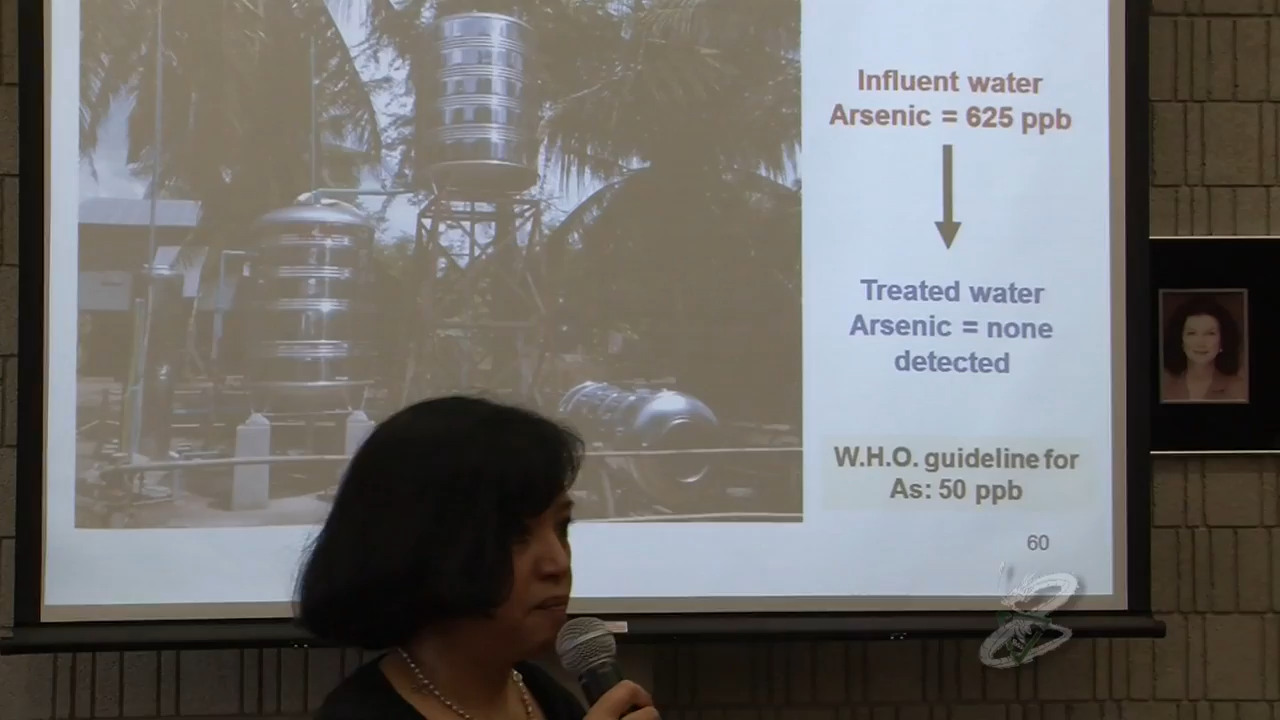 Influent water
Arsenic = 625 ppb
Treated water
Arsenic = none
detected
W.H.O. guideline for
As: 50 ppb
60